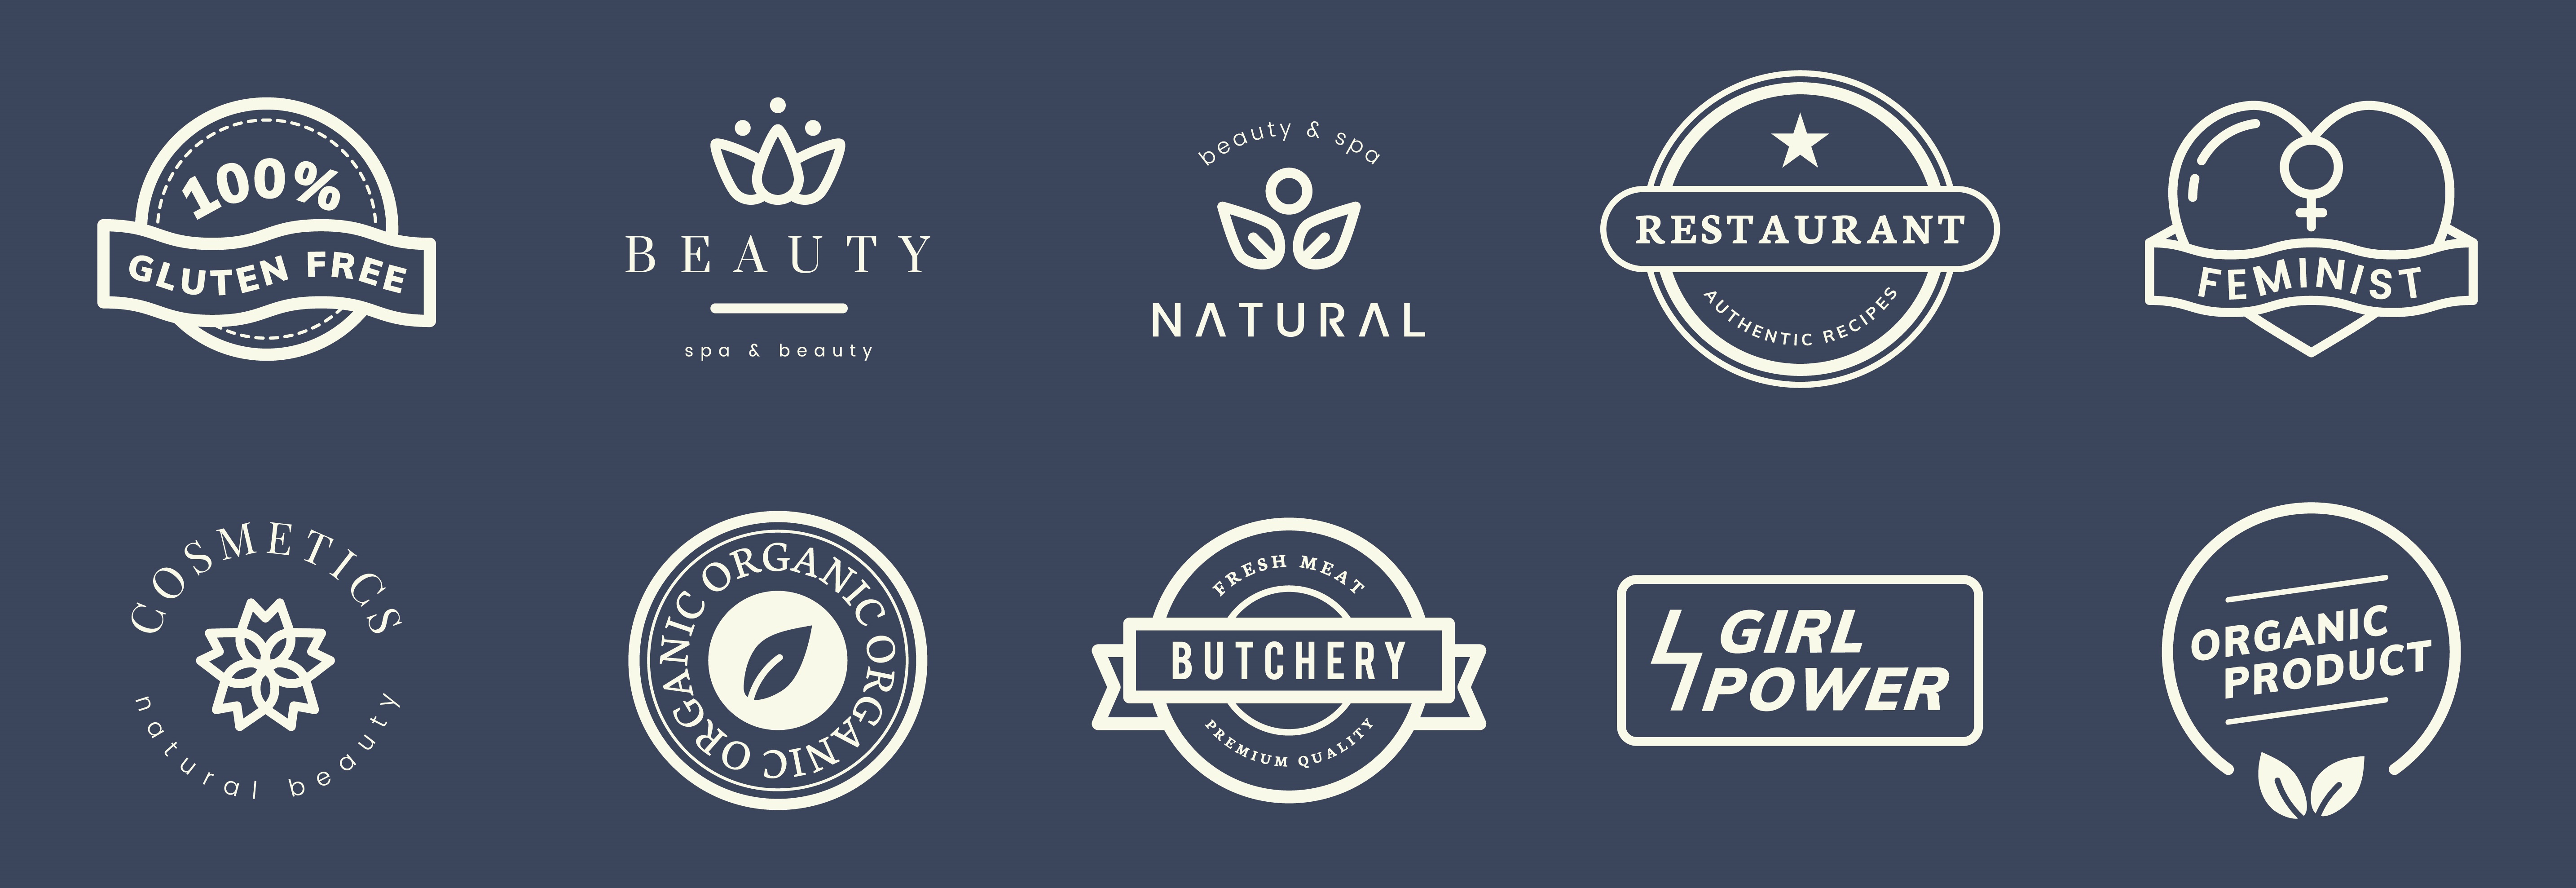 100%
GLUTEN FREE
BEAUTY
spa & beauty
beauty & spa
NATURAL
RESTAURANT
AUTHENTIC RECIPES
FEMINIST
COSMETICS
natural beauty
ORGANIC ORGANIC ORGANIC ORGANIC
FRESH MEAT
BUTCHERY
PREMIUM QUALITY
GIRL
POWER
ORGANIC
PRODUCT